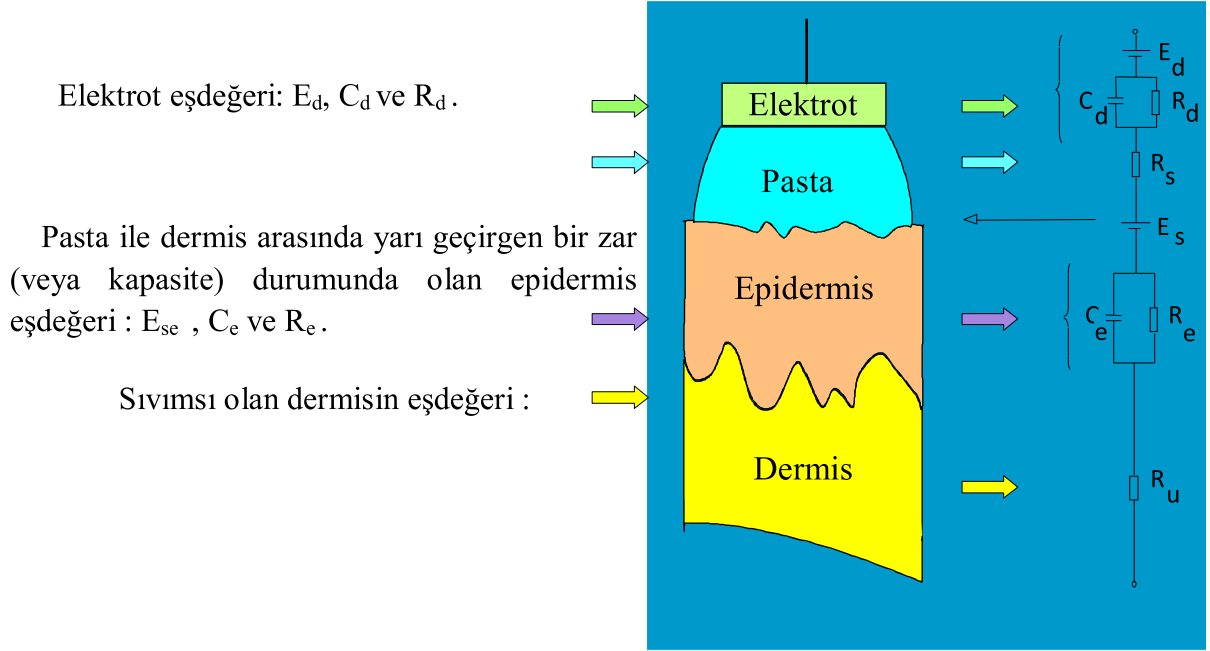 Elektrot eşdeğeri: Ed, Cd ve Rd .
Pasta ile dermis arasında yarı geçirgen bir zar
(veya kapasite) durumunda olan epidermis
eşdeğeri : Ese , Ce ve Re .
Sıvımsı olan dermisin eşdeğeri :
Elektrot
Pasta
Epidermis
Dermis
Ed
Cd Rd
Rs
Es
Ce Re
Ru